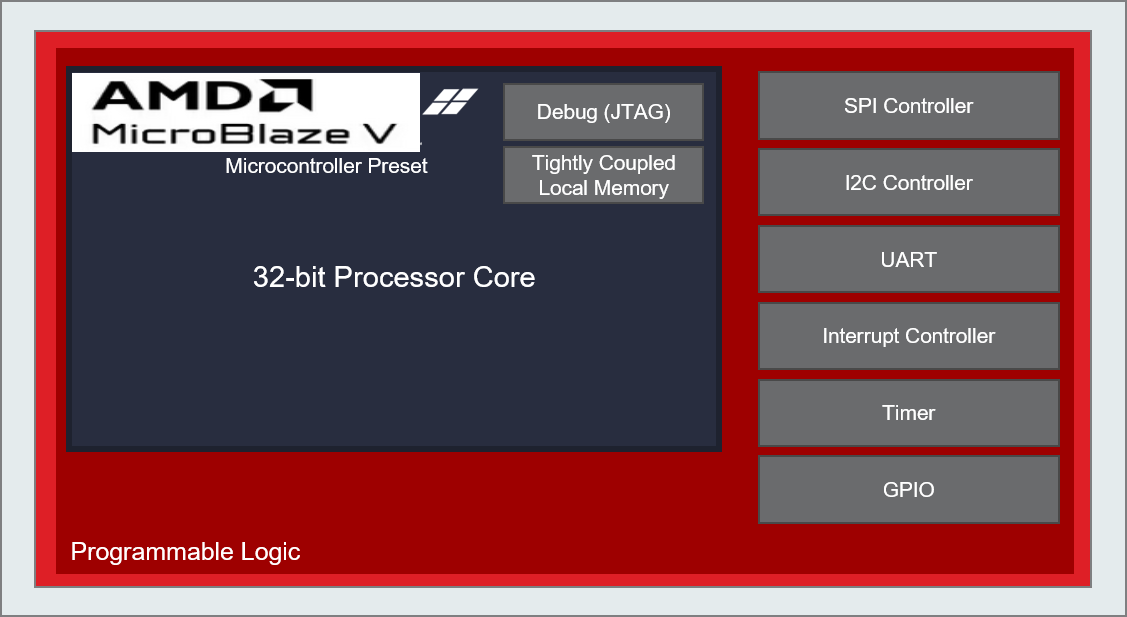 AMD
MicroBlaze V
Microcontroller Preset
Debug (JTAG)
Tightly Coupled
Local Memory
32-bit Processor Core
SPI Controller
I2C Controller
UART
Interrupt Controller
Timer
GPIO
Programmable Logic